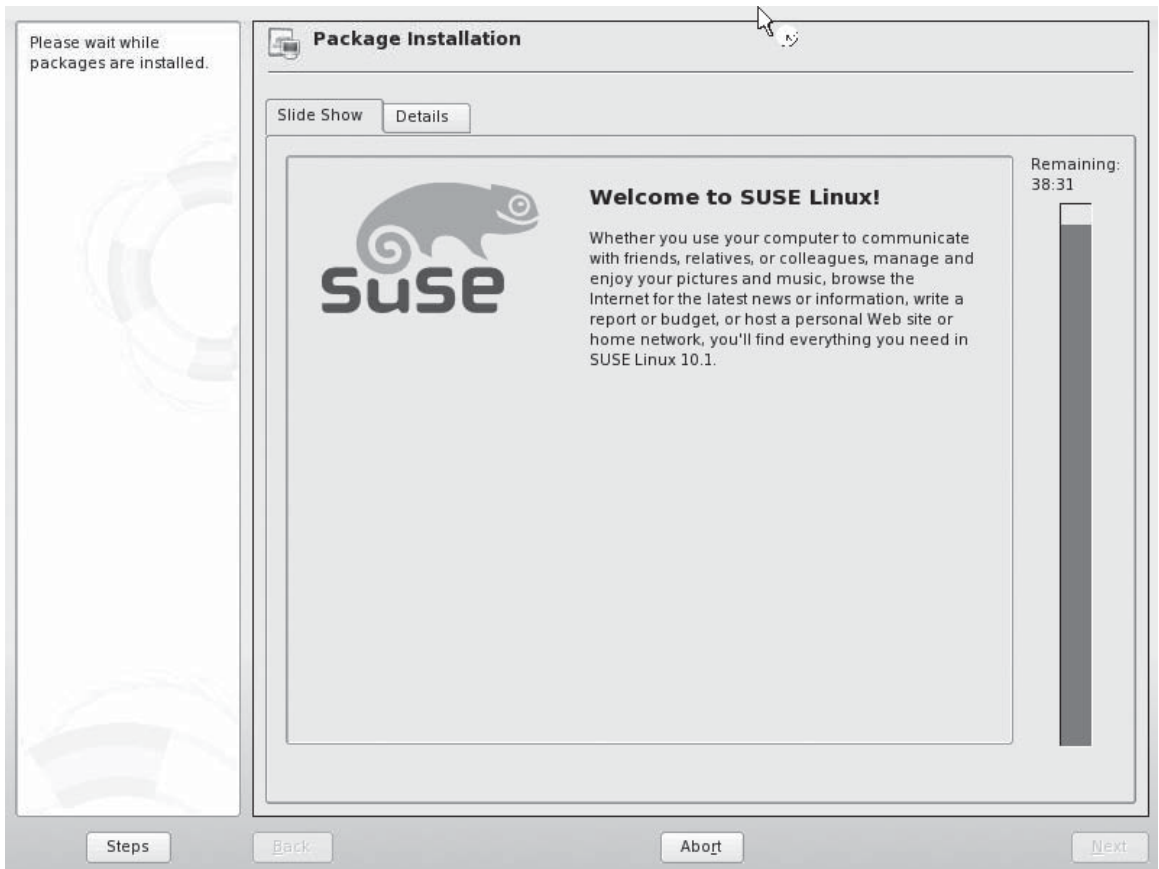 Please wait while
packages are installed.
Package Installation
Slide Show
Details
Remaining:
38:31
SUSE
Welcome to SUSE Linux!
Whether you use your computer to communicate
with friends, relatives, or colleagues, manage and
enjoy your pictures and music, browse the
Internet for the latest news or information, write a
report or budget, or host a personal Web site or
home network, you'll find everything you need in
SUSE Linux 10.1.
Steps
Back
Abort
Next